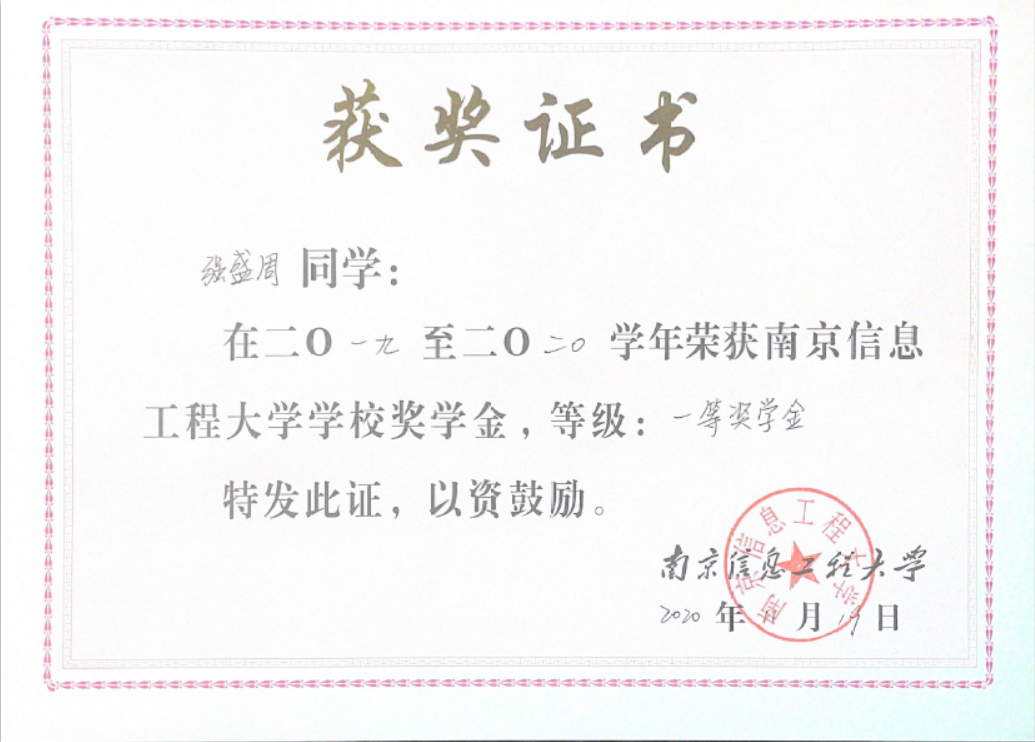 获奖证书
强盛周 同学：
在二〇一九 至二〇二〇 学年荣获南京信息
工程大学学校奖学金，等级：一等奖学金
特发此证，以资鼓励。
南京信息工程大学
南京信息工程大学
2020 年 月 19 日